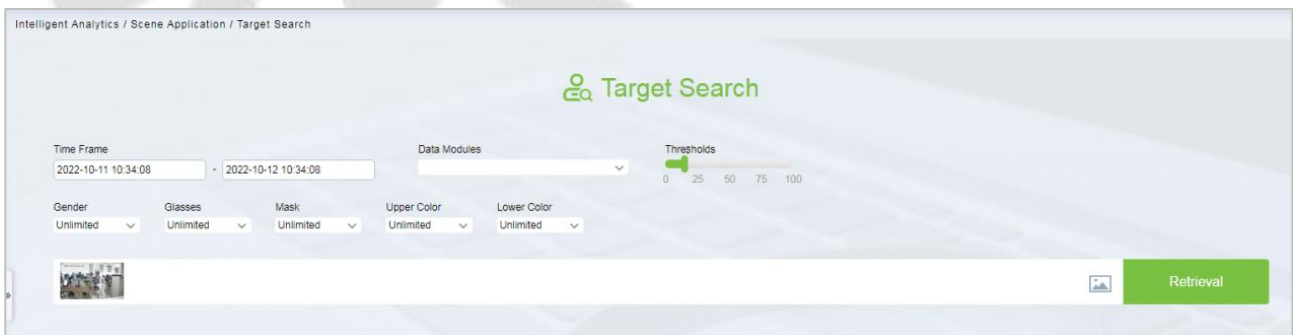 Intelligent Analytics / Scene Application / Target Search
Target Search
Time Frame
Data Modules
Thresholds
2022-10-11 10:34:08 - 2022-10-12 10:34:08
0 25 50 75 100
Gender Glasses Mask Upper Color Lower Color
Unlimited Unlimited Unlimited Unlimited Unlimited
Retrieval